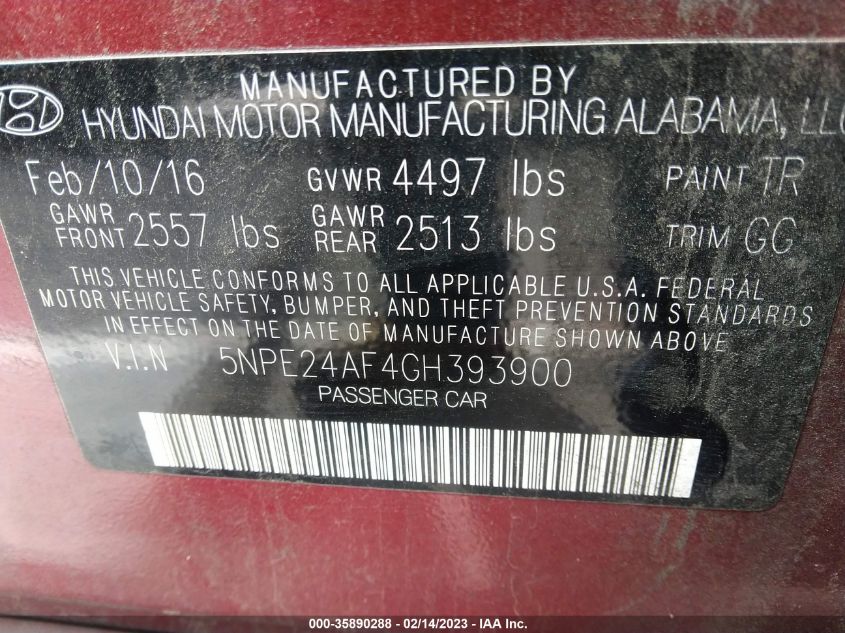 MANUFACTURED BY
HYUNDAI MOTOR MANUFACTURING ALABAMA, LLC
Feb/10/16 GVWR 4497 lbs PAINT TR
GAWR FRONT 2557 lbs GAWR REAR 2513 lbs TRIM GC
THIS VEHICLE CONFORMS TO ALL APPLICABLE U.S.A. FEDERAL
MOTOR VEHICLE SAFETY, BUMPER, AND THEFT PREVENTION STANDARDS
IN EFFECT ON THE DATE OF MANUFACTURE SHOWN ABOVE
V.I.N 5NPE24AF4GH393900
PASSENGER CAR
000-35890288 - 02/14/2023 - IAAI.COM